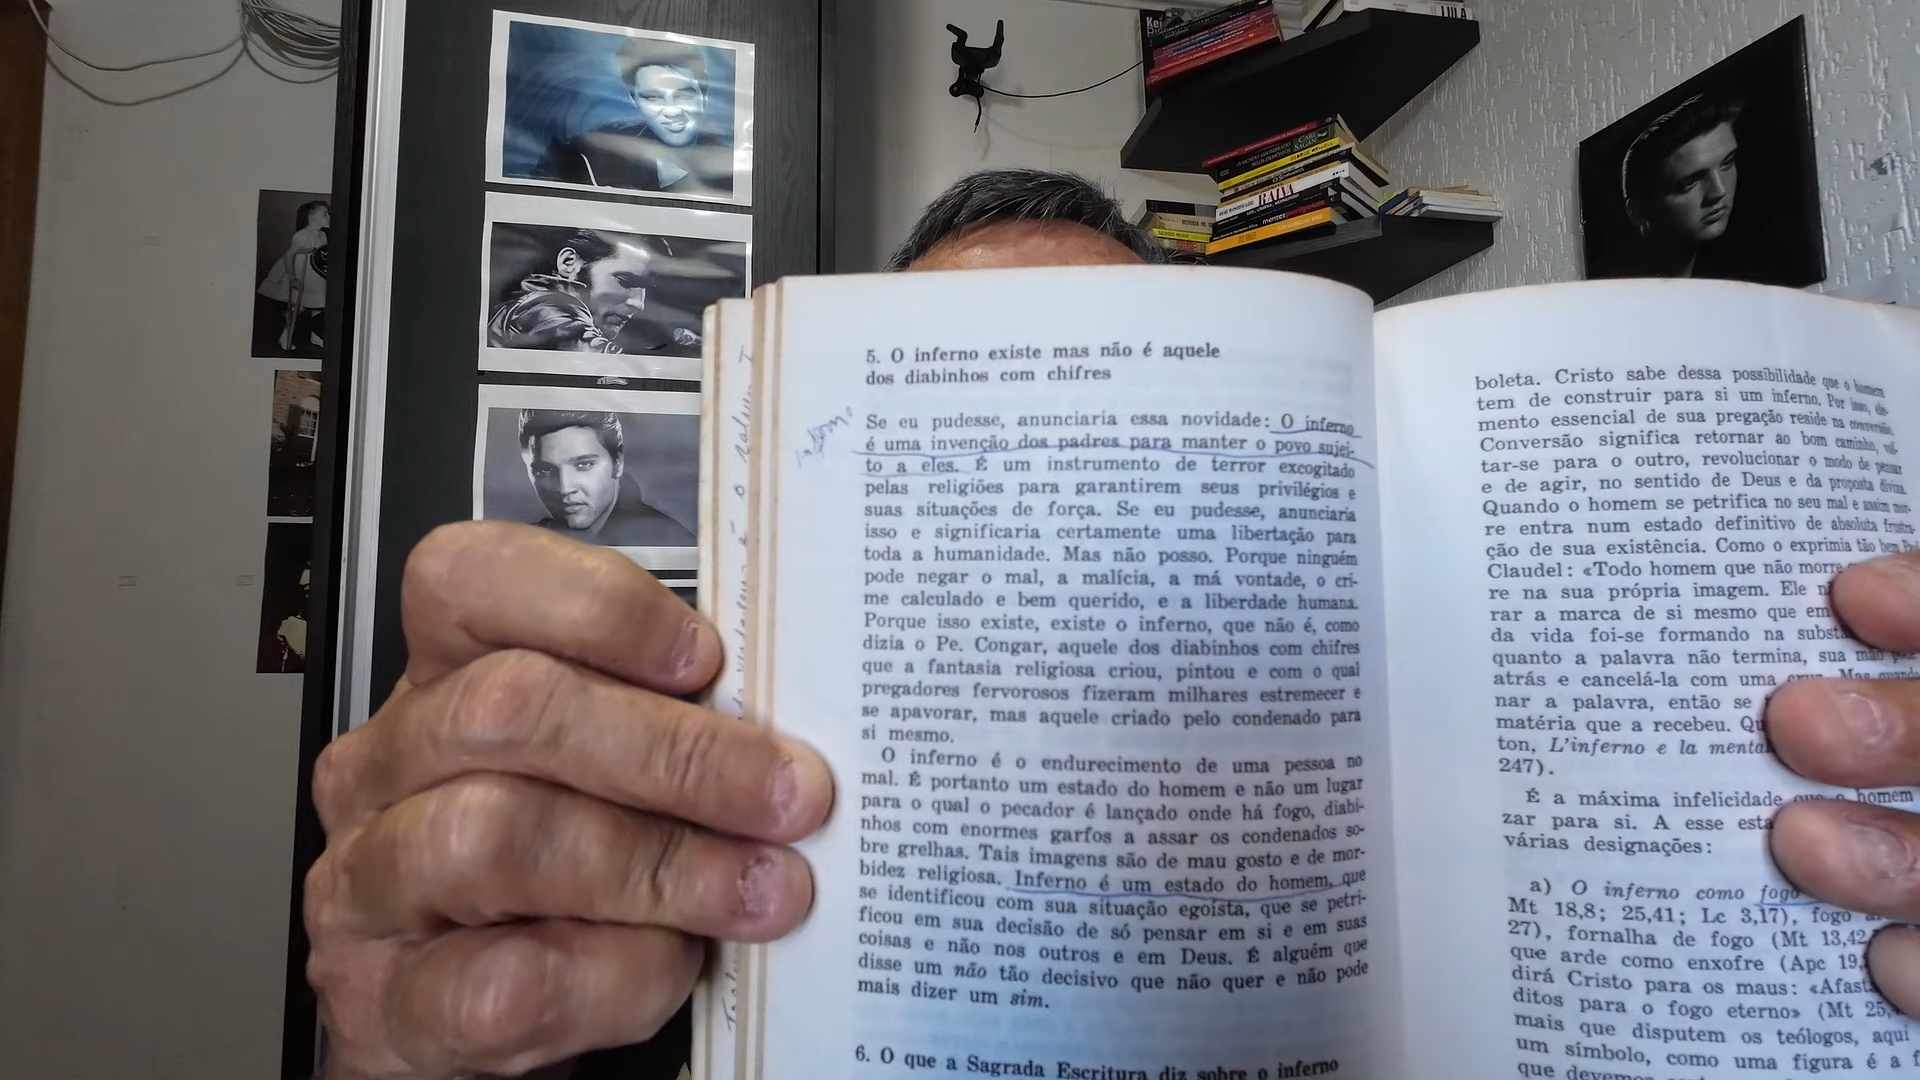 LULA
CARL
SAGAN
RAIVA
mentes
5. O inferno existe mas não é aquele
dos diabinhos com chifres
Se eu pudesse, anunciaria essa novidade: O inferno
é uma invenção dos padres para manter o povo sujei-
to a eles. É um instrumento de terror excogitado
pelas religiões para garantirem seus privilégios e
suas situações de força. Se eu pudesse, anunciaria
isso e significaria certamente uma libertação para
toda a humanidade. Mas não posso. Porque ninguém
pode negar o mal, a malícia, a má vontade, o cri-
me calculado e bem querido, e a liberdade humana.
Porque isso existe, existe o inferno, que não é, como
dizia o Pe. Congar, aquele dos diabinhos com chifres
que a fantasia religiosa criou, pintou e com o qual
pregadores fervorosos fizeram milhares estremecer e
se apavorar, mas aquele criado pelo condenado para
si mesmo.
O inferno é o endurecimento de uma pessoa no
mal. É portanto um estado do homem e não um lugar
para o qual o pecador é lançado onde há fogo, diabi-
nhos com enormes garfos a assar os condenados so-
bre grelhas. Tais imagens são de mau gosto e de mor-
bidez religiosa. Inferno é um estado do homem, que
se identificou com sua situação egoísta, que se petri-
ficou em sua decisão de só pensar em si e em suas
coisas e não nos outros e em Deus. É alguém que
disse um não tão decisivo que não quer e não pode
mais dizer um sim.
6. O que a Sagrada Escritura diz sobre o inferno
boleta. Cristo sabe dessa possibilidade que o homem
tem de construir para si um inferno. Por isso, ele-
mento essencial de sua pregação reside na conversão.
Conversão significa retornar ao bom caminho, vol-
tar-se para o outro, revolucionar o modo de pensar
e de agir, no sentido de Deus e da proposta divina.
Quando o homem se petrifica no seu mal e assim mor-
re entra num estado definitivo de absoluta frustra-
ção de sua existência. Como o exprimia tão bem
Claudel: «Todo homem que não morre
re na sua própria imagem. Ele
rar a marca de si mesmo que em
da vida foi-se formando na
quanto a palavra não termina, sua
atrás e cancelá-la com uma
nar a palavra, então se
matéria que a recebeu.
ton, L'inferno e la
247).
É a máxima infelicidade que o homem
zar para si. A esse
várias designações:
a) O inferno como fogo
Mt 18,8; 25,41; Lc 3,17), fogo
27), fornalha de fogo (Mt 13,42
que arde como enxofre (Apc 19,
dirá Cristo para os maus:
ditos para o fogo eterno» (Mt 25,
mais que disputem os teólogos, aqui
um símbolo, como uma figura é a
que